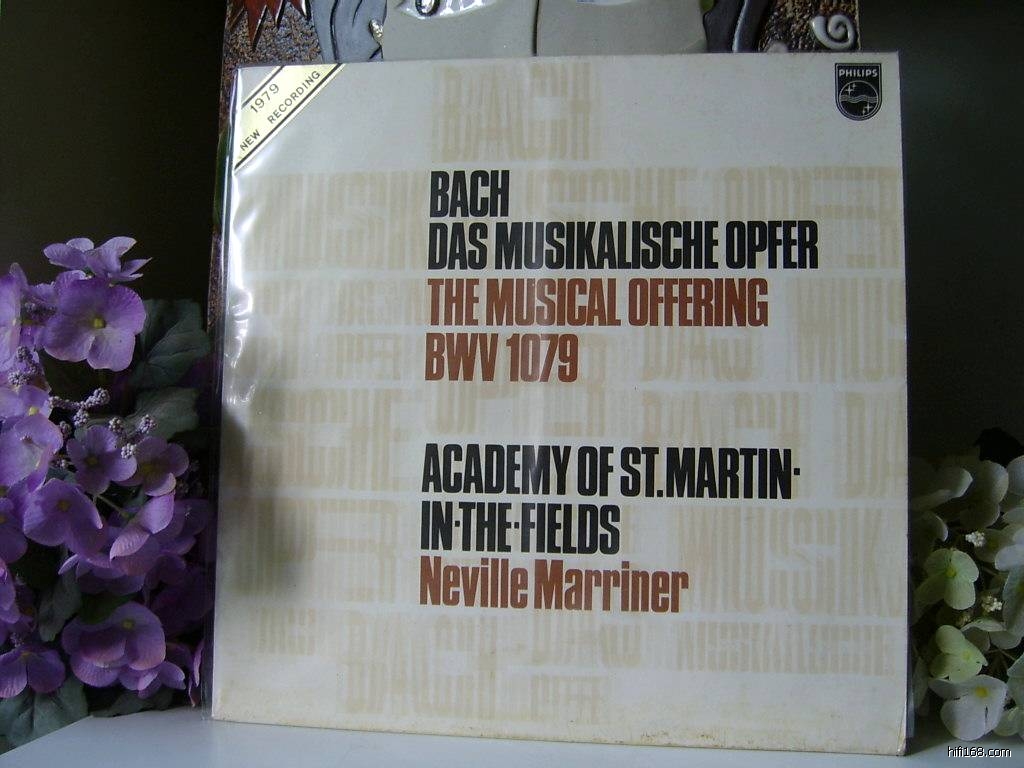 1979
NEW RECORDING
PHILIPS
BACH
BACH
DAS MUSIKALISCHE OPFER
THE MUSICAL OFFERING
BWV 1079
ACADEMY OF ST. MARTIN·
IN·THE·FIELDS
Neville Marriner
hifi168.com